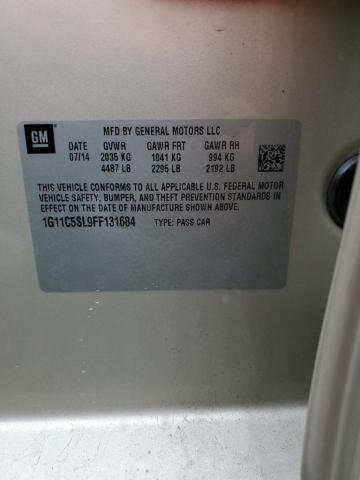 GM
MFD BY GENERAL MOTORS LLC
DATE GVWR GAWR FRT GAWR RR
07/14 2035 KG 1041 KG 994 KG
4487 LB 2295 LB 2192 LB
THIS VEHICLE CONFORMS TO ALL APPLICABLE U.S. FEDERAL MOTOR
VEHICLE SAFETY, BUMPER, AND THEFT PREVENTION STANDARDS IN
EFFECT ON THE DATE OF MANUFACTURE SHOWN ABOVE.
1G11C5SL9FF131684 TYPE: PASS CAR